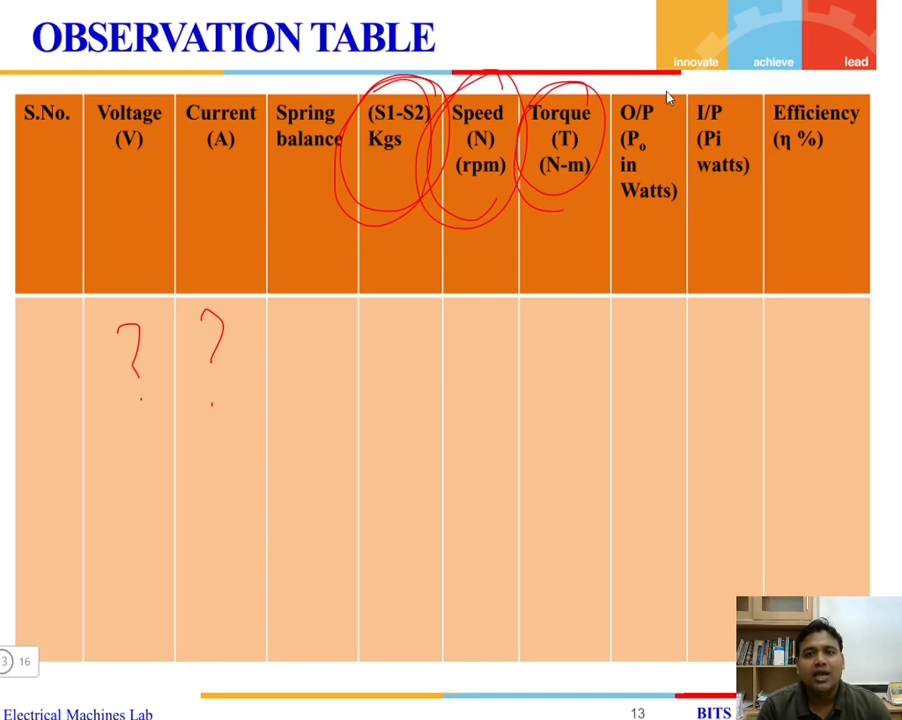 OBSERVATION TABLE
innovate achieve lead
S.No.
Voltage
(V)
Current
(A)
Spring
balance
(S1-S2)
Kgs
Speed
(N)
(rpm)
Torque
(T)
(N-m)
O/P
(Po
in
Watts)
I/P
(Pi
watts)
Efficiency
(η %)
? ?
3 16
Electrical Machines Lab
13
BITS